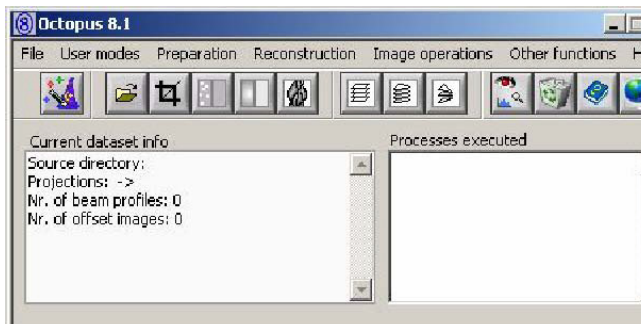 Octopus 8.1
File User modes Preparation Reconstruction Image operations Other functions
Current dataset info
Source directory:
Projections: ->
Nr. of beam profiles: 0
Nr. of offset images: 0
Processes executed